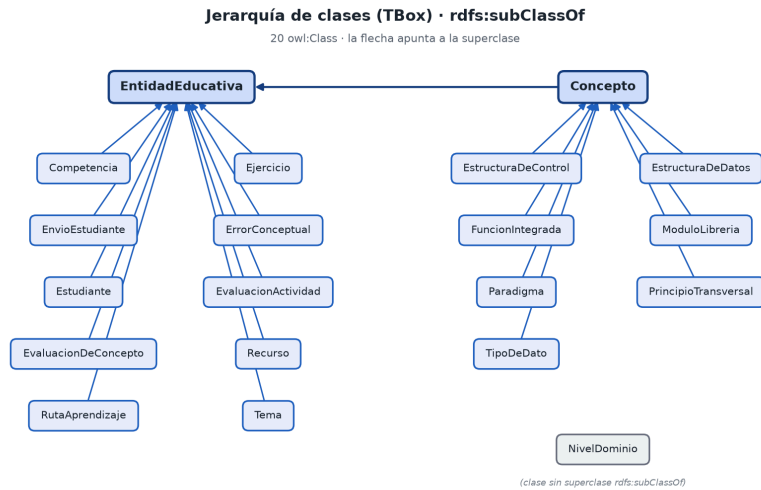 Jerarquía de clases (TBox) · rdfs:subClassOf
20 owl:Class · la flecha apunta a la superclase
EntidadEducativa
Concepto
Competencia
Ejercicio
EstructuraDeControl
EstructuraDeDatos
EnvioEstudiante
ErrorConceptual
FuncionIntegrada
ModuloLibreria
Estudiante
EvaluacionActividad
Paradigma
PrincipioTransversal
EvaluacionDeConcepto
Recurso
TipoDeDato
RutaAprendizaje
Tema
NivelDominio
(clase sin superclase rdfs:subClassOf)